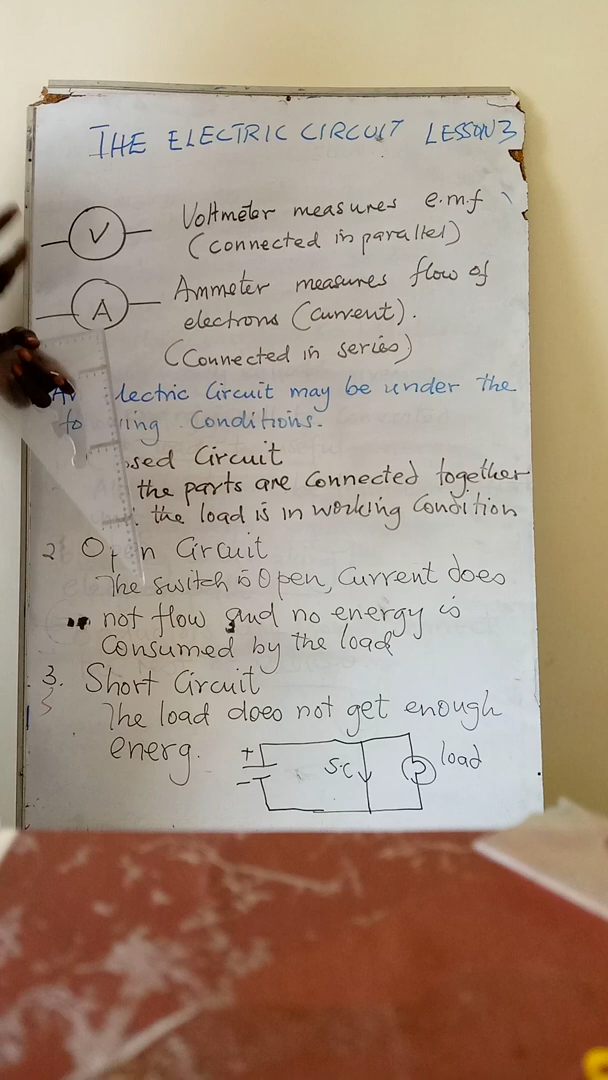 THE ELECTRIC CIRCUIT LESSON 3
V Voltmeter measures e.m.f
(connected in parallel)
A Ammeter measures flow of
electrons (current).
(Connected in series)
lectric Circuit may be under the
Conditions.
sed Circuit
the parts are connected together
the load is in working Condition
2 Circuit
The switch is Open, Current does
not flow and no energy is
consumed by the load
3. Short Circuit
The load does not get enough
energ.
+ S.C load
-